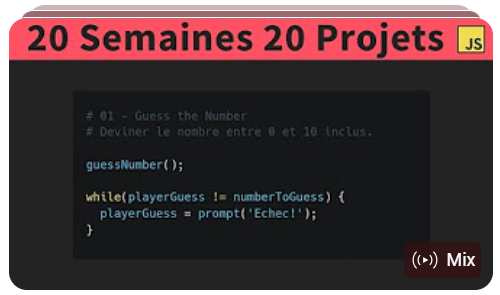 20 Semaines 20 Projets
JS
# 01 - Guess the Number
# Deviner le nombre entre 0 et 10 inclus.
guessNumber();
while(playerGuess != numberToGuess) {
playerGuess = prompt('Echec!');
}
Mix